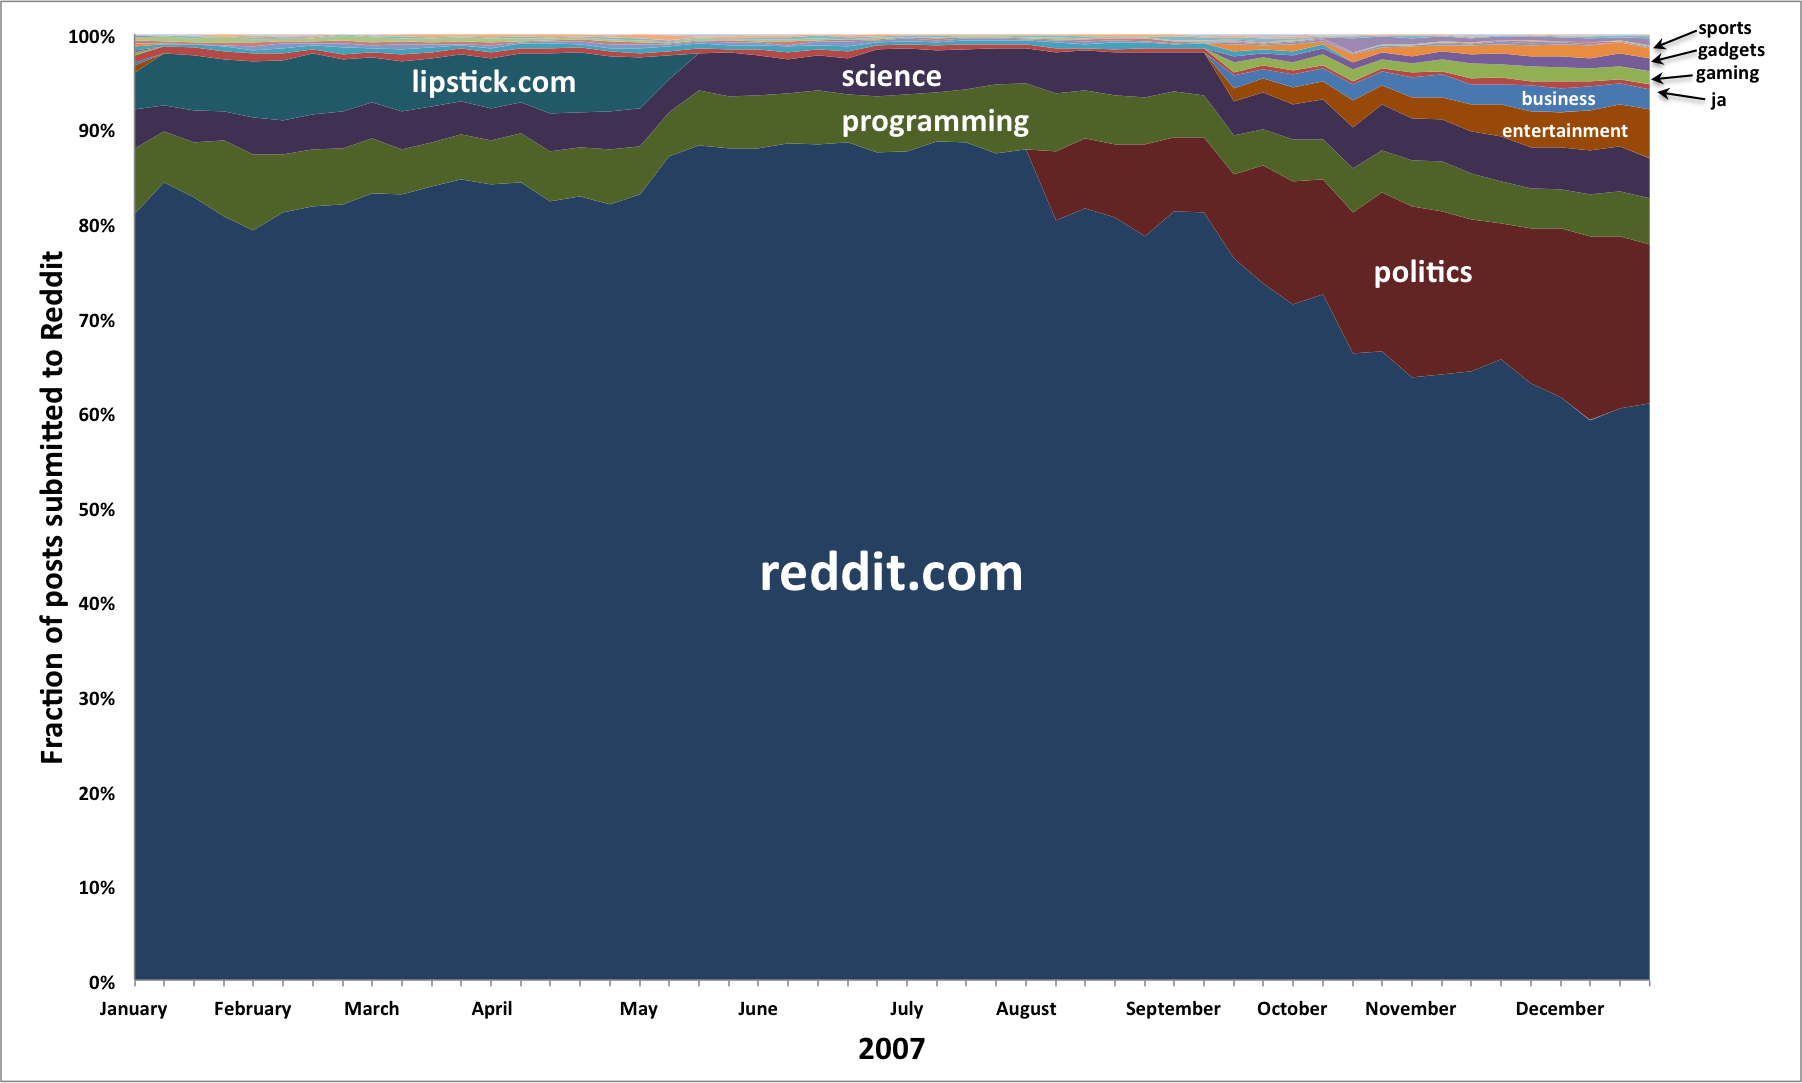 Fraction of posts submitted to Reddit
100%
90%
80%
70%
60%
50%
40%
30%
20%
10%
0%
lipstick.com
science
programming
politics
reddit.com
business
entertainment
sports
gadgets
gaming
ja
January February March April May June July August September October November December
2007